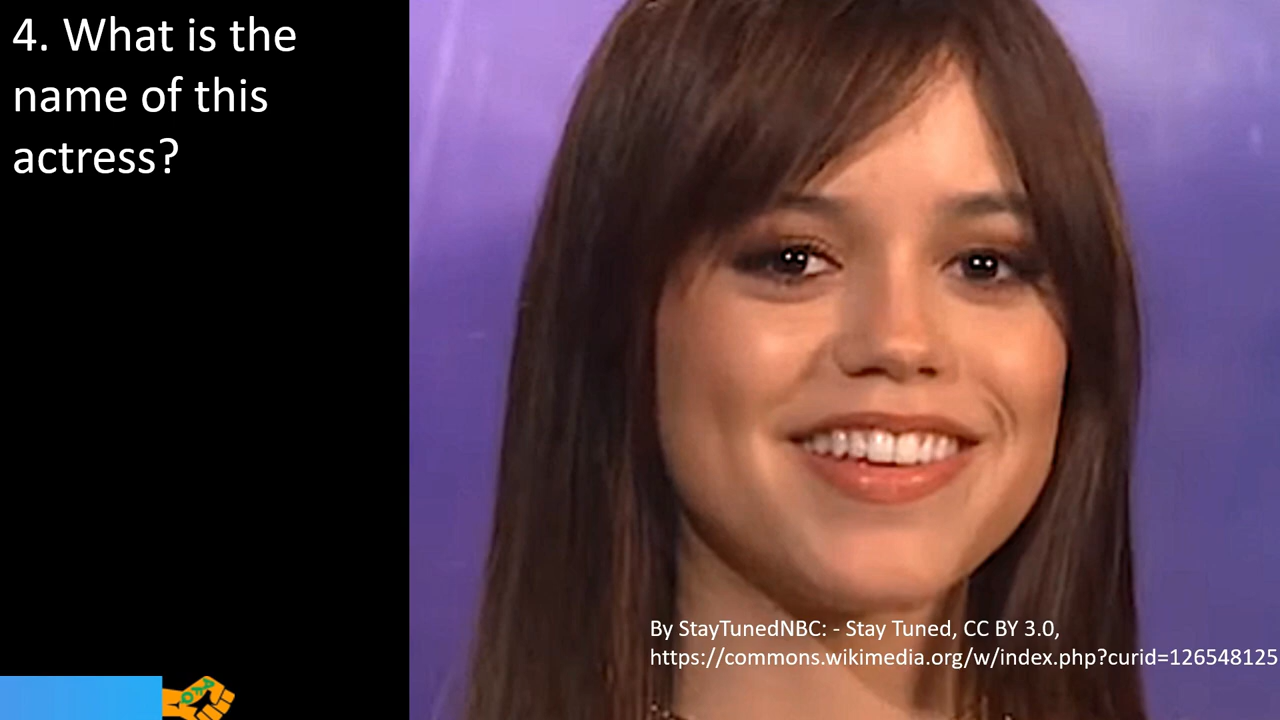 4. What is the
name of this
actress?
By StayTunedNBC: - Stay Tuned, CC BY 3.0,
https://commons.wikimedia.org/w/index.php?curid=126548125